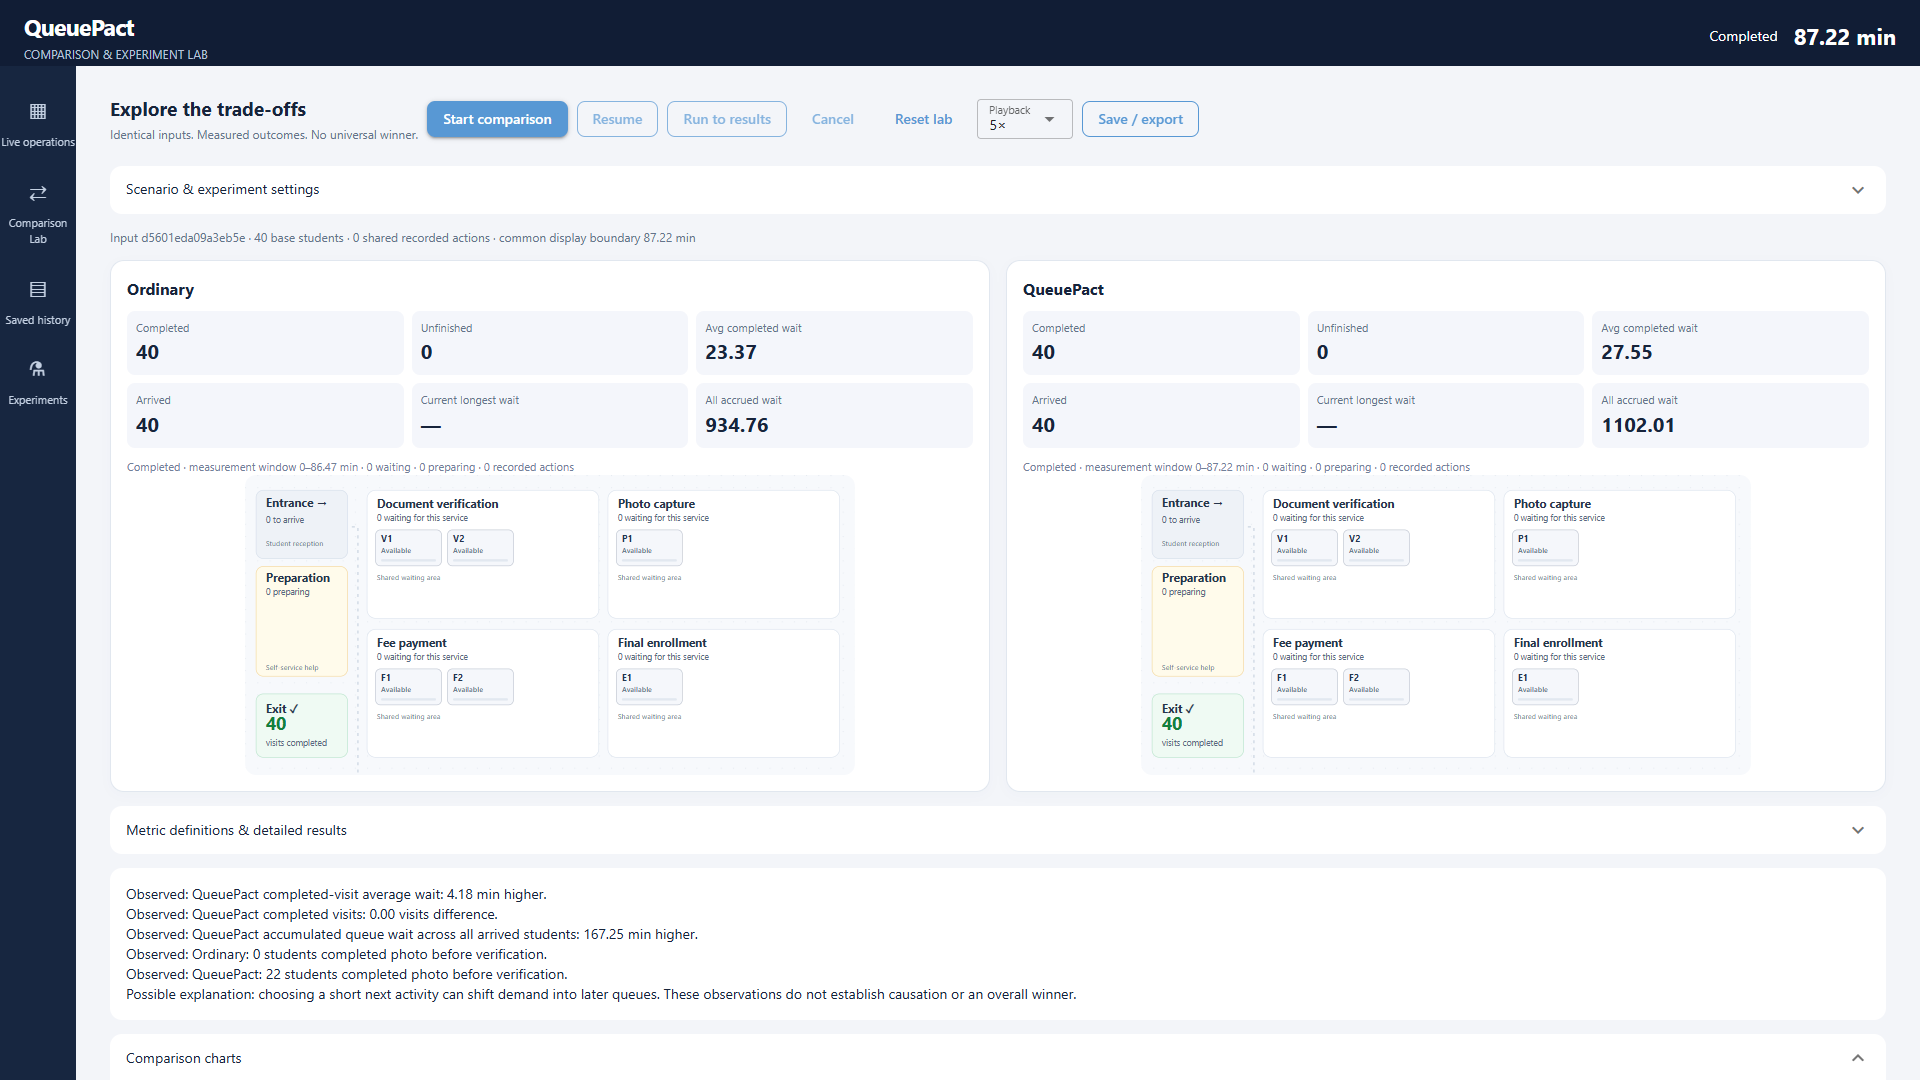 QueuePact
COMPARISON & EXPERIMENT LAB
Completed 87.22 min
Live operations
Comparison
Lab
Saved history
Experiments
Explore the trade-offs
Identical inputs. Measured outcomes. No universal winner.
Start comparison
Resume
Run to results
Cancel
Reset lab
Playback
5×
Save / export
Scenario & experiment settings
Input d5601eda09a3eb5e · 40 base students · 0 shared recorded actions · common display boundary 87.22 min
Ordinary
Completed
40
Unfinished
0
Avg completed wait
23.37
Arrived
40
Current longest wait
—
All accrued wait
934.76
Completed · measurement window 0–86.47 min · 0 waiting · 0 preparing · 0 recorded actions
Entrance →
0 to arrive
Student reception
Preparation
0 preparing
Self-service help
Exit ✓
40
visits completed
Document verification
0 waiting for this service
V1
Available
V2
Available
Shared waiting area
Photo capture
0 waiting for this service
P1
Available
Shared waiting area
Fee payment
0 waiting for this service
F1
Available
F2
Available
Shared waiting area
Final enrollment
0 waiting for this service
E1
Available
Shared waiting area
QueuePact
Completed
40
Unfinished
0
Avg completed wait
27.55
Arrived
40
Current longest wait
—
All accrued wait
1102.01
Completed · measurement window 0–87.22 min · 0 waiting · 0 preparing · 0 recorded actions
Entrance →
0 to arrive
Student reception
Preparation
0 preparing
Self-service help
Exit ✓
40
visits completed
Document verification
0 waiting for this service
V1
Available
V2
Available
Shared waiting area
Photo capture
0 waiting for this service
P1
Available
Shared waiting area
Fee payment
0 waiting for this service
F1
Available
F2
Available
Shared waiting area
Final enrollment
0 waiting for this service
E1
Available
Shared waiting area
Metric definitions & detailed results
Observed: QueuePact completed-visit average wait: 4.18 min higher.
Observed: QueuePact completed visits: 0.00 visits difference.
Observed: QueuePact accumulated queue wait across all arrived students: 167.25 min higher.
Observed: Ordinary: 0 students completed photo before verification.
Observed: QueuePact: 22 students completed photo before verification.
Possible explanation: choosing a short next activity can shift demand into later queues. These observations do not establish causation or an overall winner.
Comparison charts